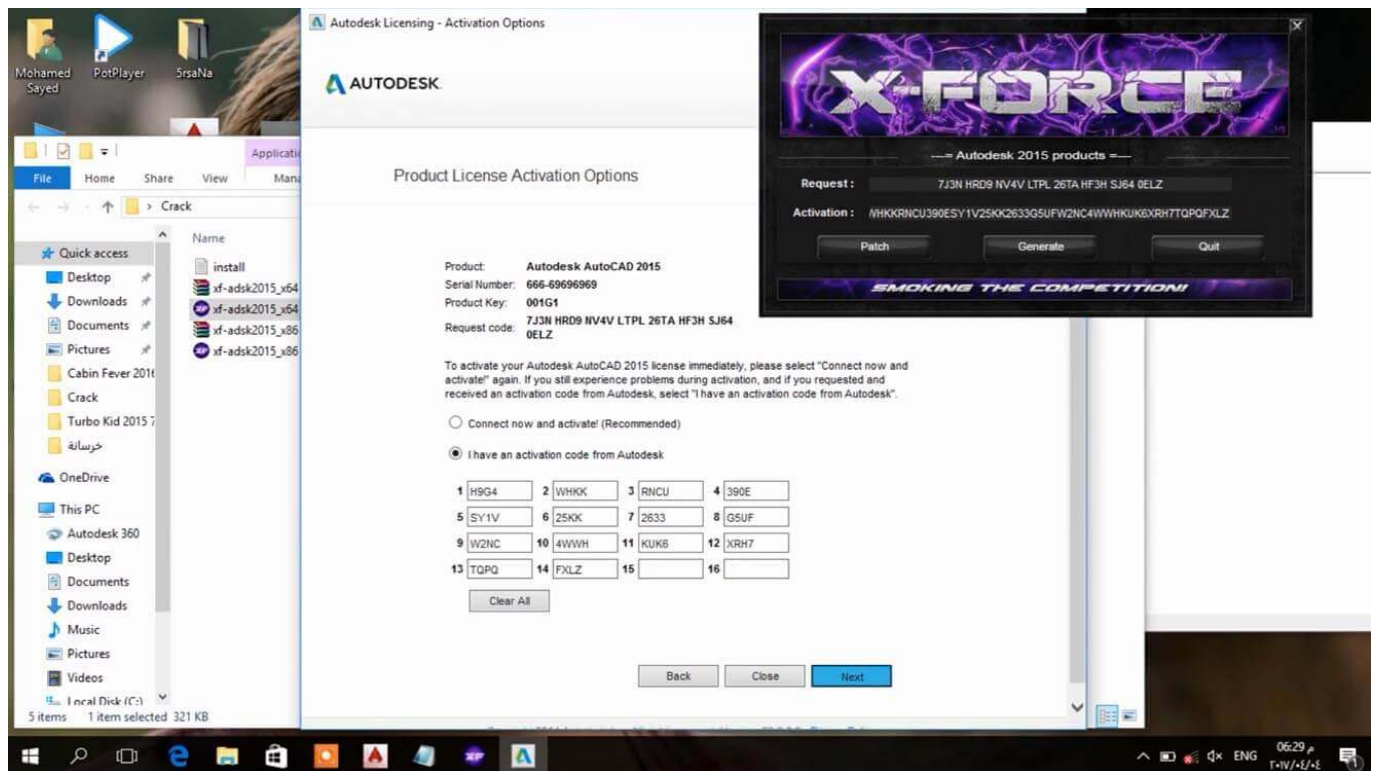 Mohamed Sayed
PotPlayer
5rsaNa
File Home Share View
Crack
Quick access
Desktop
Downloads
Documents
Pictures
Crack
خرسانة
OneDrive
This PC
Autodesk 360
Desktop
Documents
Downloads
Music
Pictures
Videos
Local Disk (C:)
5 items 1 item selected 321 KB
Name
install
xf-adsk2015_x64
xf-adsk2015_x64
xf-adsk2015_x86
xf-adsk2015_x86
Autodesk Licensing - Activation Options
AUTODESK
Product License Activation Options
Product: Autodesk AutoCAD 2015
Serial Number: 666-69696969
Product Key: 001G1
Request code: 7J3N HRD9 NV4V LTPL 26TA HF3H SJ64
0ELZ
To activate your Autodesk AutoCAD 2015 license immediately, please select "Connect now and
activate!" again. If you still experience problems during activation, and if you requested and
received an activation code from Autodesk, select "I have an activation code from Autodesk".
Connect now and activate! (Recommended)
I have an activation code from Autodesk
1 H9G4 2 WHKK 3 RNCU 4 390E
5 SY1V 6 25KK 7 2633 8 G5UF
9 W2NC 10 4WWH 11 KUK6 12 XRH7
13 TQPQ 14 FXLZ 15 16
Clear All
Back Close Next
X-FORCE
---= Autodesk 2015 products =---
Request : 7J3N HRD9 NV4V LTPL 26TA HF3H SJ64 0ELZ
Activation : WHKKRNCU390ESY1V25KK2633G5UFW2NC4WWHKUK6XRH7TQPQFXLZ
Patch Generate Quit
SMOKING THE COMPETITION!
ENG
06:29 م
٢٠١٧/٠٤/٠٤